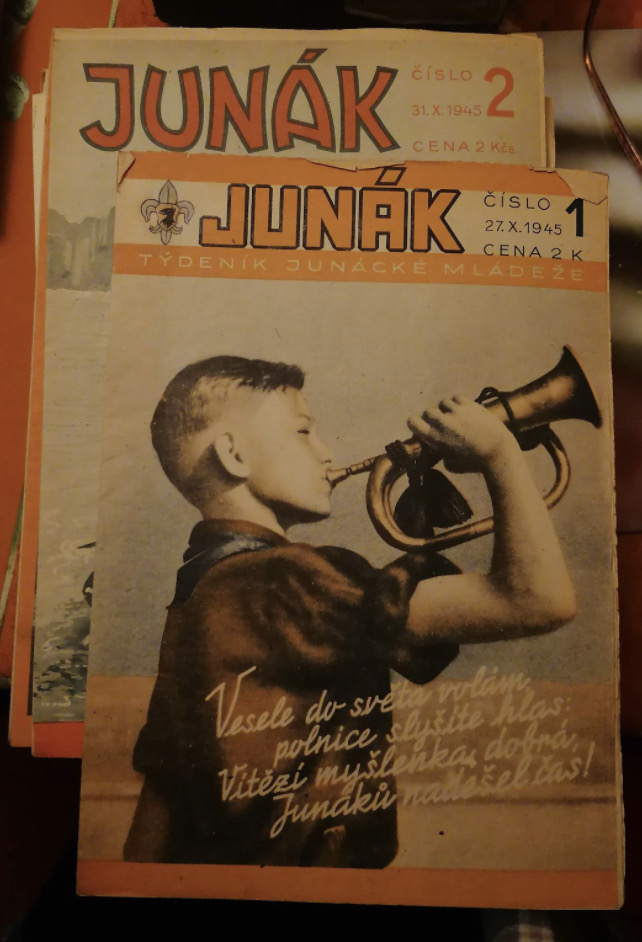 JUNÁK
ČÍSLO 2
31.X.1945
CENA 2 Kčs
JUNÁK
ČÍSLO 1
27.X.1945
CENA 2 K
TÝDENÍK JUNÁCKÉ MLÁDEŽE
Vesele do světa volám,
polnice slyšíte hlas:
Vítězí myšlenka dobrá,
Junáků nadešel čas!